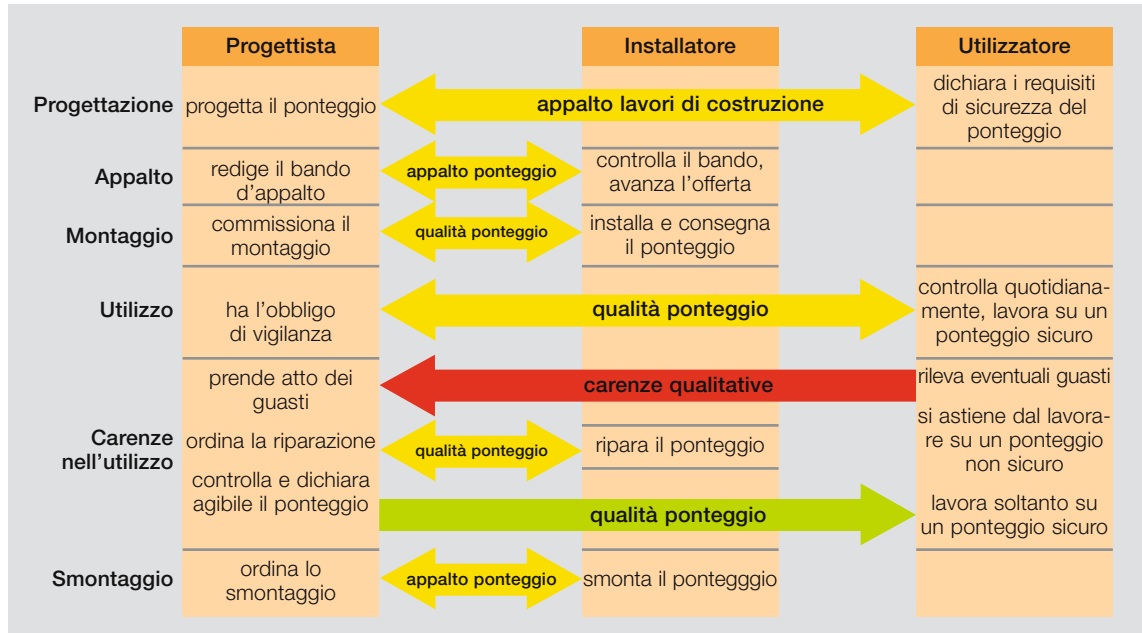 Progettista
Installatore
Utilizzatore
Progettazione
progetta il ponteggio
appalto lavori di costruzione
dichiara i requisiti
di sicurezza del
ponteggio
Appalto
redige il bando
d'appalto
appalto ponteggio
controlla il bando,
avanza l'offerta
Montaggio
commissiona il
montaggio
qualità ponteggio
installa e consegna
il ponteggio
Utilizzo
ha l'obbligo
di vigilanza
qualità ponteggio
controlla quotidiana-
mente, lavora su un
ponteggio sicuro
Carenze
nell'utilizzo
prende atto dei
guasti
carenze qualitative
rileva eventuali guasti
ordina la riparazione
qualità ponteggio
ripara il ponteggio
si astiene dal lavora-
re su un ponteggio
non sicuro
controlla e dichiara
agibile il ponteggio
qualità ponteggio
lavora soltanto su
un ponteggio sicuro
Smontaggio
ordina lo
smontaggio
appalto ponteggio
smonta il pontegggio